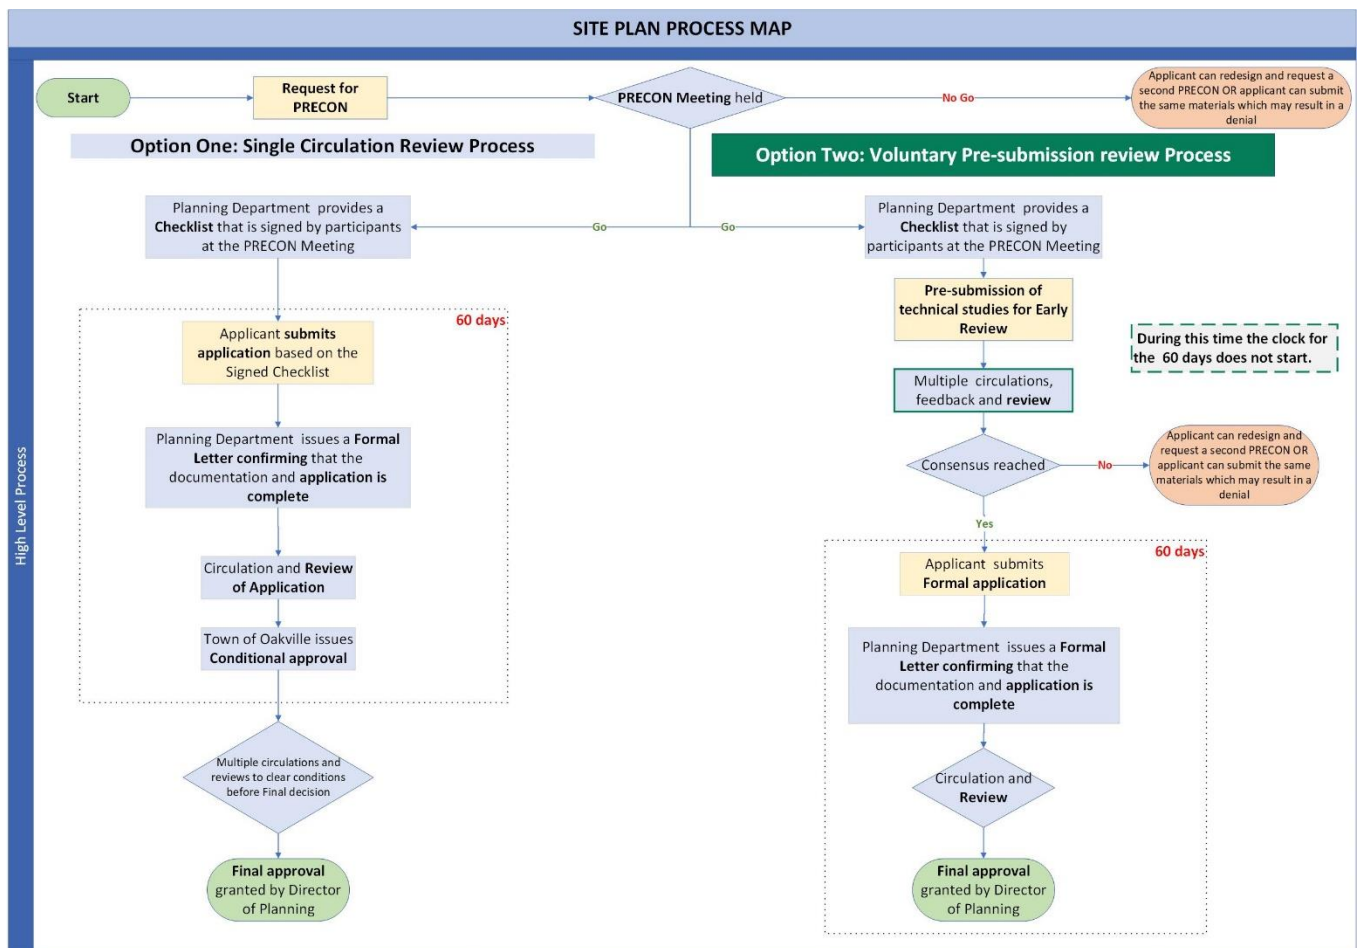 SITE PLAN PROCESS MAP
High Level Process
Start
Request for
PRECON
PRECON Meeting held
No Go
Applicant can redesign and request a
second PRECON OR applicant can submit
the same materials which may result in a
denial
Option One: Single Circulation Review Process
Option Two: Voluntary Pre-submission review Process
Planning Department provides a
Checklist that is signed by participants
at the PRECON Meeting
Go
Go
Planning Department provides a
Checklist that is signed by
participants at the PRECON Meeting
60 days
Applicant submits
application based on the
Signed Checklist
Planning Department issues a Formal
Letter confirming that the
documentation and application is
complete
Circulation and Review
of Application
Town of Oakville issues
Conditional approval
Multiple circulations and
reviews to clear conditions
before Final decision
Final approval
granted by Director
of Planning
Pre-submission of
technical studies for Early
Review
During this time the clock for
the 60 days does not start.
Multiple circulations,
feedback and review
Consensus reached
No
Applicant can redesign and
request a second PRECON OR
applicant can submit the same
materials which may result in a
denial
Yes
60 days
Applicant submits
Formal application
Planning Department issues a Formal
Letter confirming that the
documentation and application is
complete
Circulation and
Review
Final approval
granted by Director
of Planning